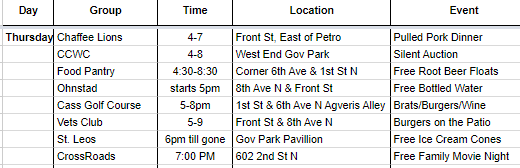 Day Group Time Location Event
Thursday Chaffee Lions 4-7 Front St, East of Petro Pulled Pork Dinner
CCWC 4-8 West End Gov Park Silent Auction
Food Pantry 4:30-8:30 Corner 6th Ave & 1st St N Free Root Beer Floats
Ohnstad starts 5pm 8th Ave N & Front St Free Bottled Water
Cass Golf Course 5-8pm 1st St & 6th Ave N Agveris Alley Brats/Burgers/Wine
Vets Club 5-9 Front St & 8th Ave N Burgers on the Patio
St. Leos 6pm till gone Gov Park Pavillion Free Ice Cream Cones
CrossRoads 7:00 PM 602 2nd St N Free Family Movie Night